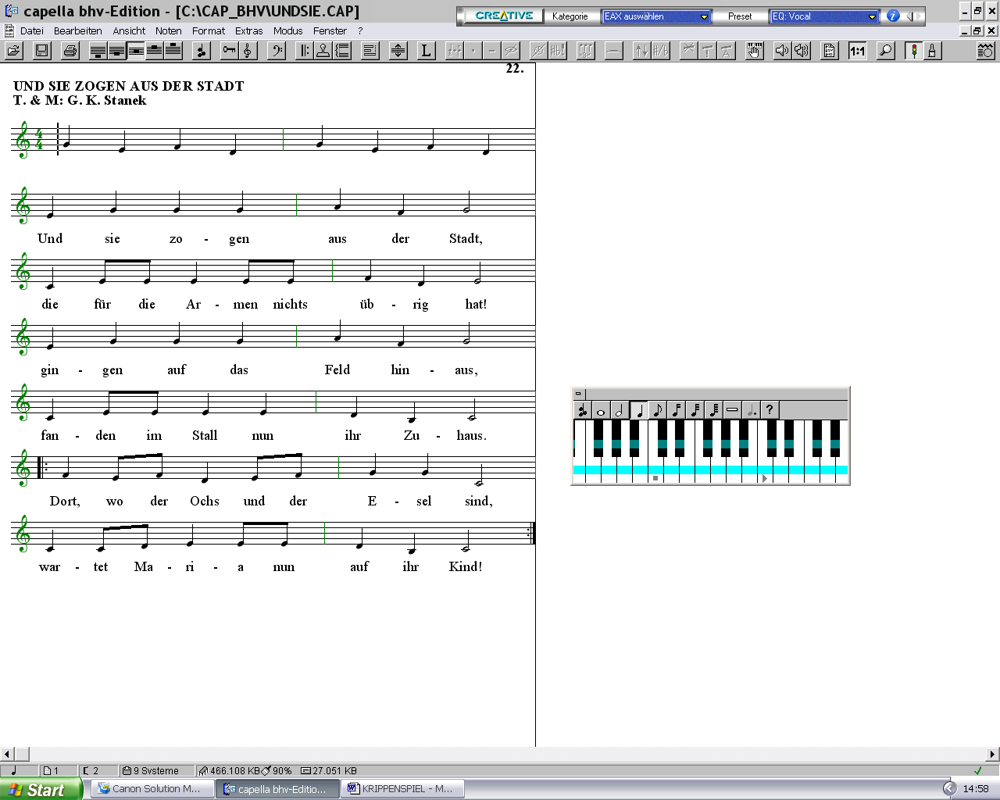 capella bhv-Edition - [C:\CAP_BHV\UNDSIE.CAP]
CREATIVE Kategorie EAX auswählen Preset EQ: Vocal
Datei Bearbeiten Ansicht Noten Format Extras Modus Fenster ?
L 1:1
22.
UND SIE ZOGEN AUS DER STADT
T. & M: G. K. Stanek
4
4
Und sie zo - gen aus der Stadt,
die für die Ar - men nichts üb - rig hat!
gin - gen auf das Feld hin - aus,
fan - den im Stall nun ihr Zu - haus.
Dort, wo der Ochs und der E - sel sind,
war - tet Ma - ri - a nun auf ihr Kind!
?
1 2 9 Systeme 466.108 KB 90% 27.051 KB
Start Canon Solution M... capella bhv-Editio... KRIPPENSPIEL - M... 14:58